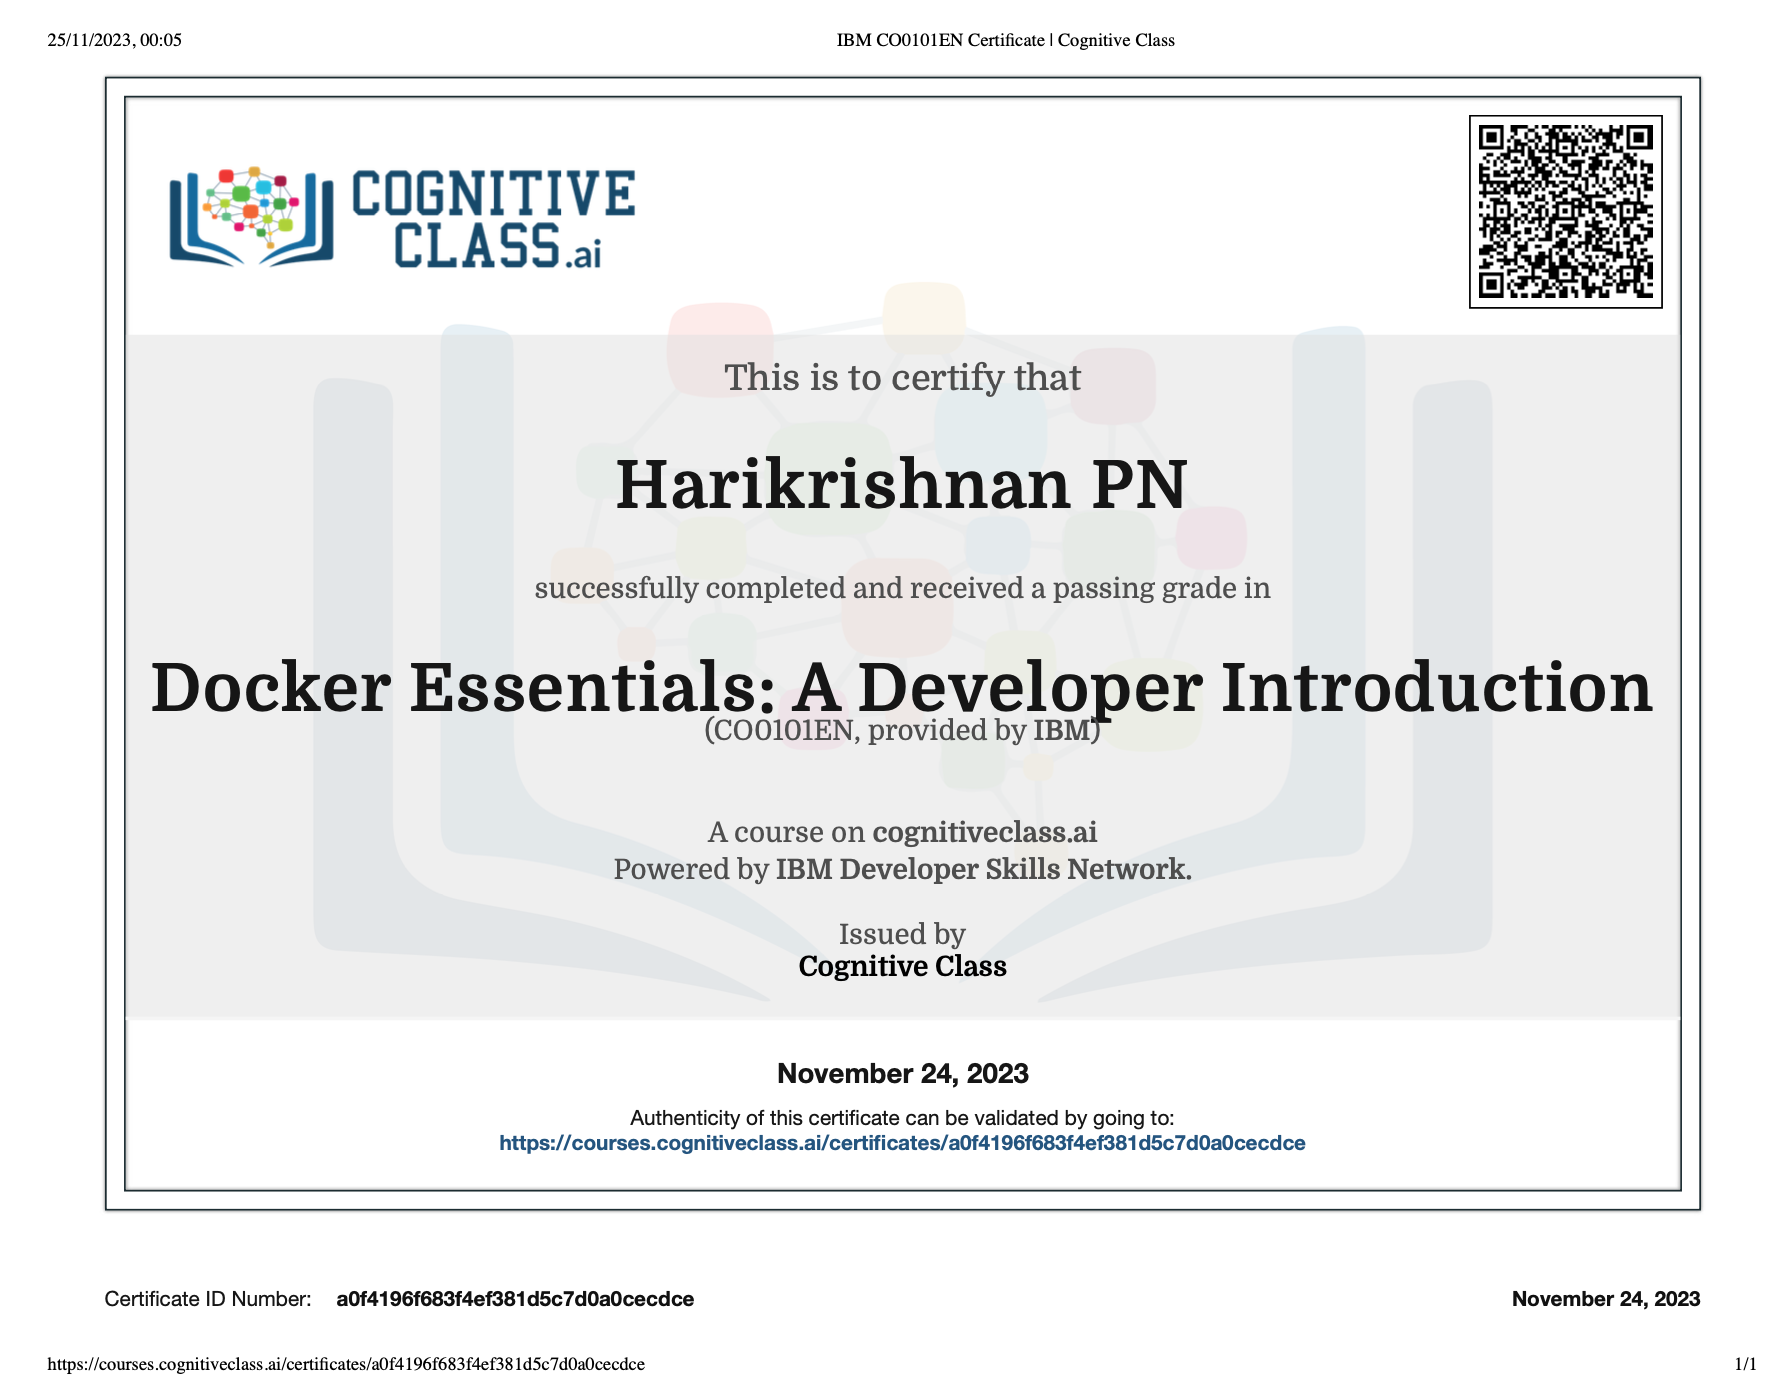 25/11/2023, 00:05
IBM CO0101EN Certificate | Cognitive Class
COGNITIVE
CLASS.ai
This is to certify that
Harikrishnan PN
successfully completed and received a passing grade in
Docker Essentials: A Developer Introduction
(CO0101EN, provided by IBM)
A course on cognitiveclass.ai
Powered by IBM Developer Skills Network.
Issued by
Cognitive Class
November 24, 2023
Authenticity of this certificate can be validated by going to:
https://courses.cognitiveclass.ai/certificates/a0f4196f683f4ef381d5c7d0a0cecdce
Certificate ID Number: a0f4196f683f4ef381d5c7d0a0cecdce
November 24, 2023
https://courses.cognitiveclass.ai/certificates/a0f4196f683f4ef381d5c7d0a0cecdce
1/1